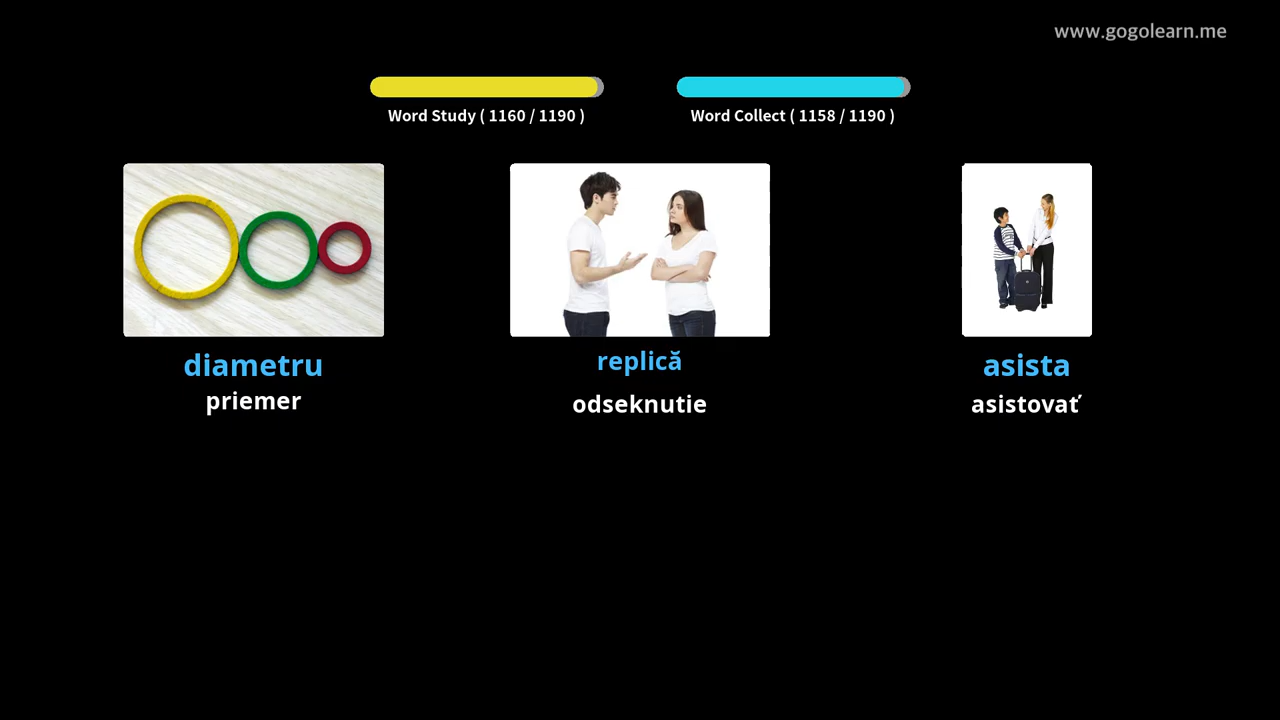 www.gogolearn.me
Word Study ( 1160 / 1190 )
Word Collect ( 1158 / 1190 )
diametru
priemer
replică
odseknutie
asista
asistovať